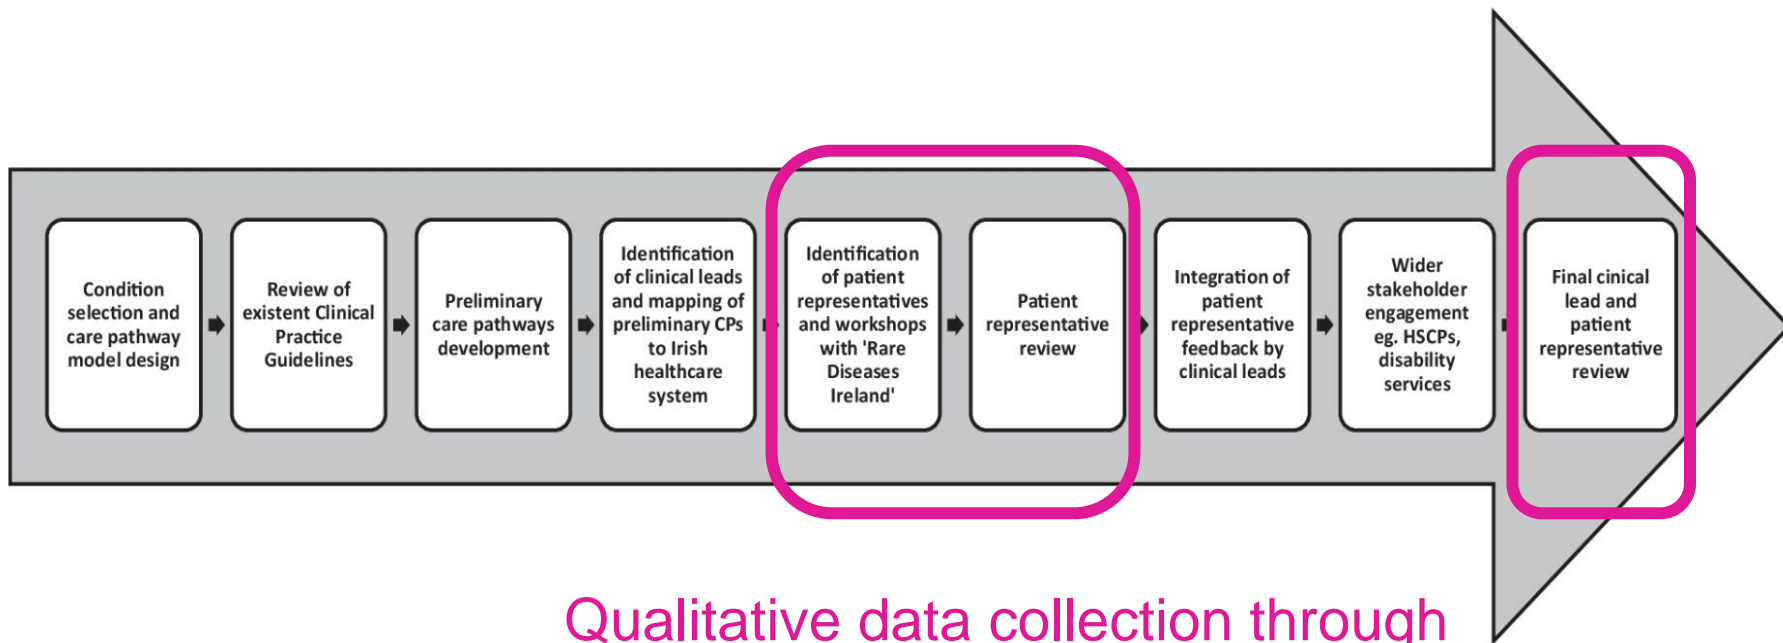 Condition
selection and
care pathway
model design
Review of
existent Clinical
Practice
Guidelines
Preliminary
care pathways
development
Identification
of clinical leads
and mapping of
preliminary CPs
to Irish
healthcare
system
Identification
of patient
representatives
and workshops
with 'Rare
Diseases
Ireland'
Patient
representative
review
Integration of
patient
representative
feedback by
clinical leads
Wider
stakeholder
engagement
eg. HSCPs,
disability
services
Final cinical
lead and
patient
representative
review
Qualitative data collection through